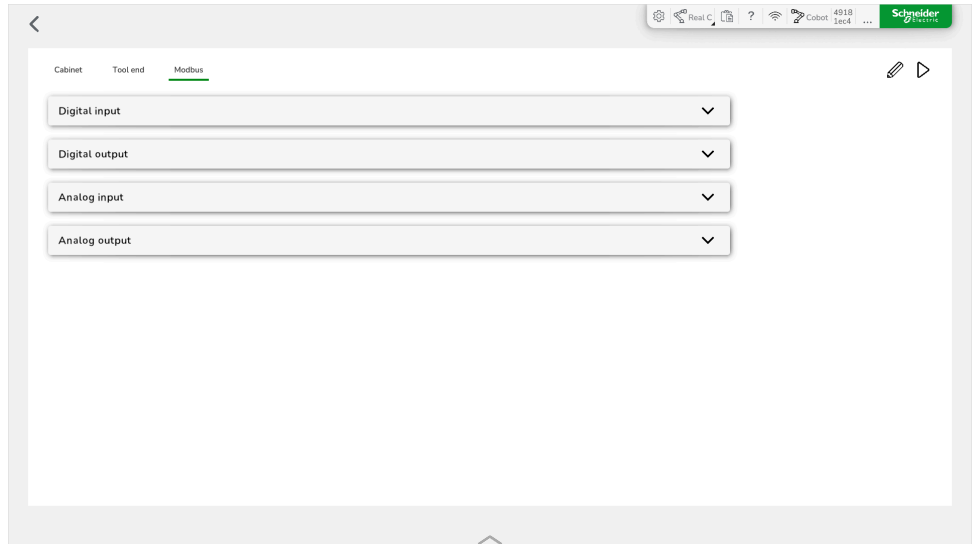 Real C
?
Cobot
4918
1ec4
...
Schneider
Electric
Cabinet Tool end Modbus
Digital input
Digital output
Analog input
Analog output